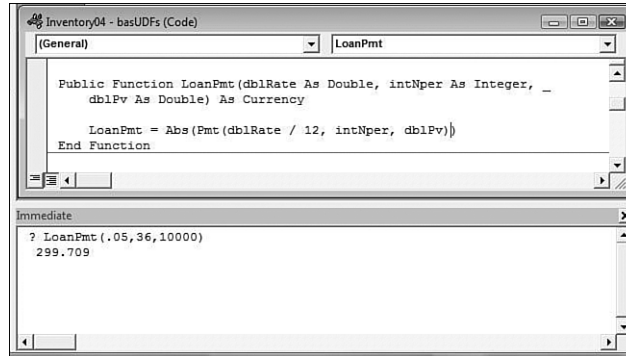 Inventory04 - basUDFs (Code)
(General) LoanPmt
Public Function LoanPmt(dblRate As Double, intNper As Integer, _
dblPv As Double) As Currency
LoanPmt = Abs(Pmt(dblRate / 12, intNper, dblPv))
End Function
Immediate
? LoanPmt(.05,36,10000)
299.709